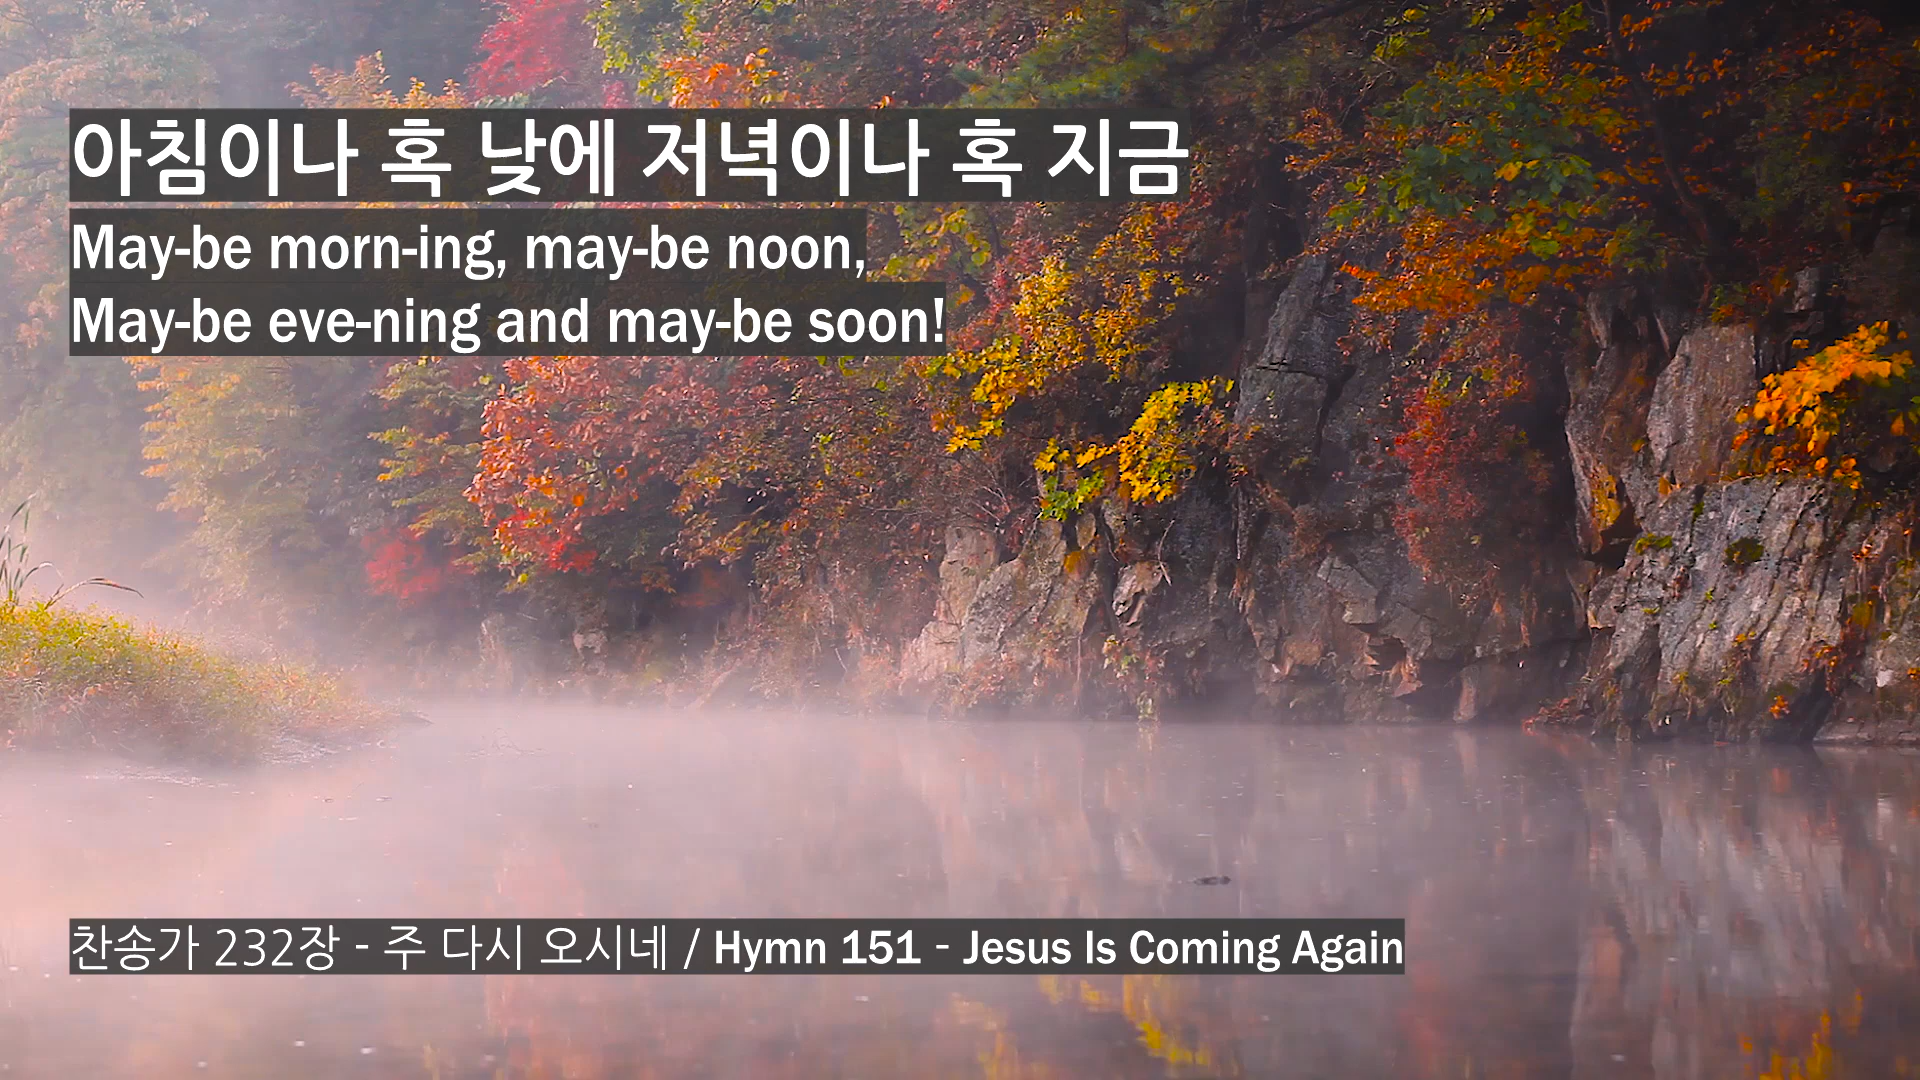 아침이나 혹 낮에 저녁이나 혹 지금
May-be morn-ing, may-be noon,
May-be eve-ning and may-be soon!
찬송가 232장 - 주 다시 오시네 / Hymn 151 - Jesus Is Coming Again